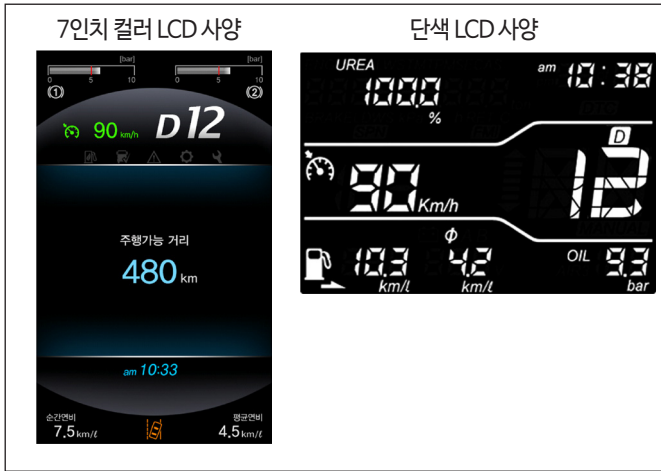 7인치 컬러 LCD 사양
[bar]
[bar]
0 5 10
0 5 10
(1)
(2)
90 km/h D 12
주행가능 거리
480 km
am 10:33
순간연비
7.5 km/ℓ
평균연비
4.5 km/ℓ
단색 LCD 사양
UREA
100.0
%
am 10:38
D
12
90 Km/h
10.3
km/ℓ
Φ
4.2
km/ℓ
OIL 9.3
bar